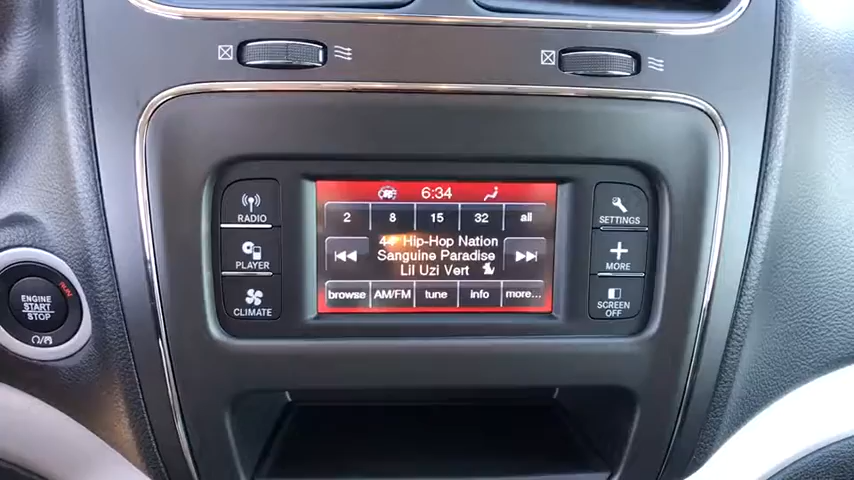 6:34
RADIO
PLAYER
CLIMATE
2 8 15 32 all
44 Hip-Hop Nation
Sanguine Paradise
Lil Uzi Vert
browse AM/FM tune info more...
SETTINGS
MORE
SCREEN
OFF
ENGINE
START
STOP
run